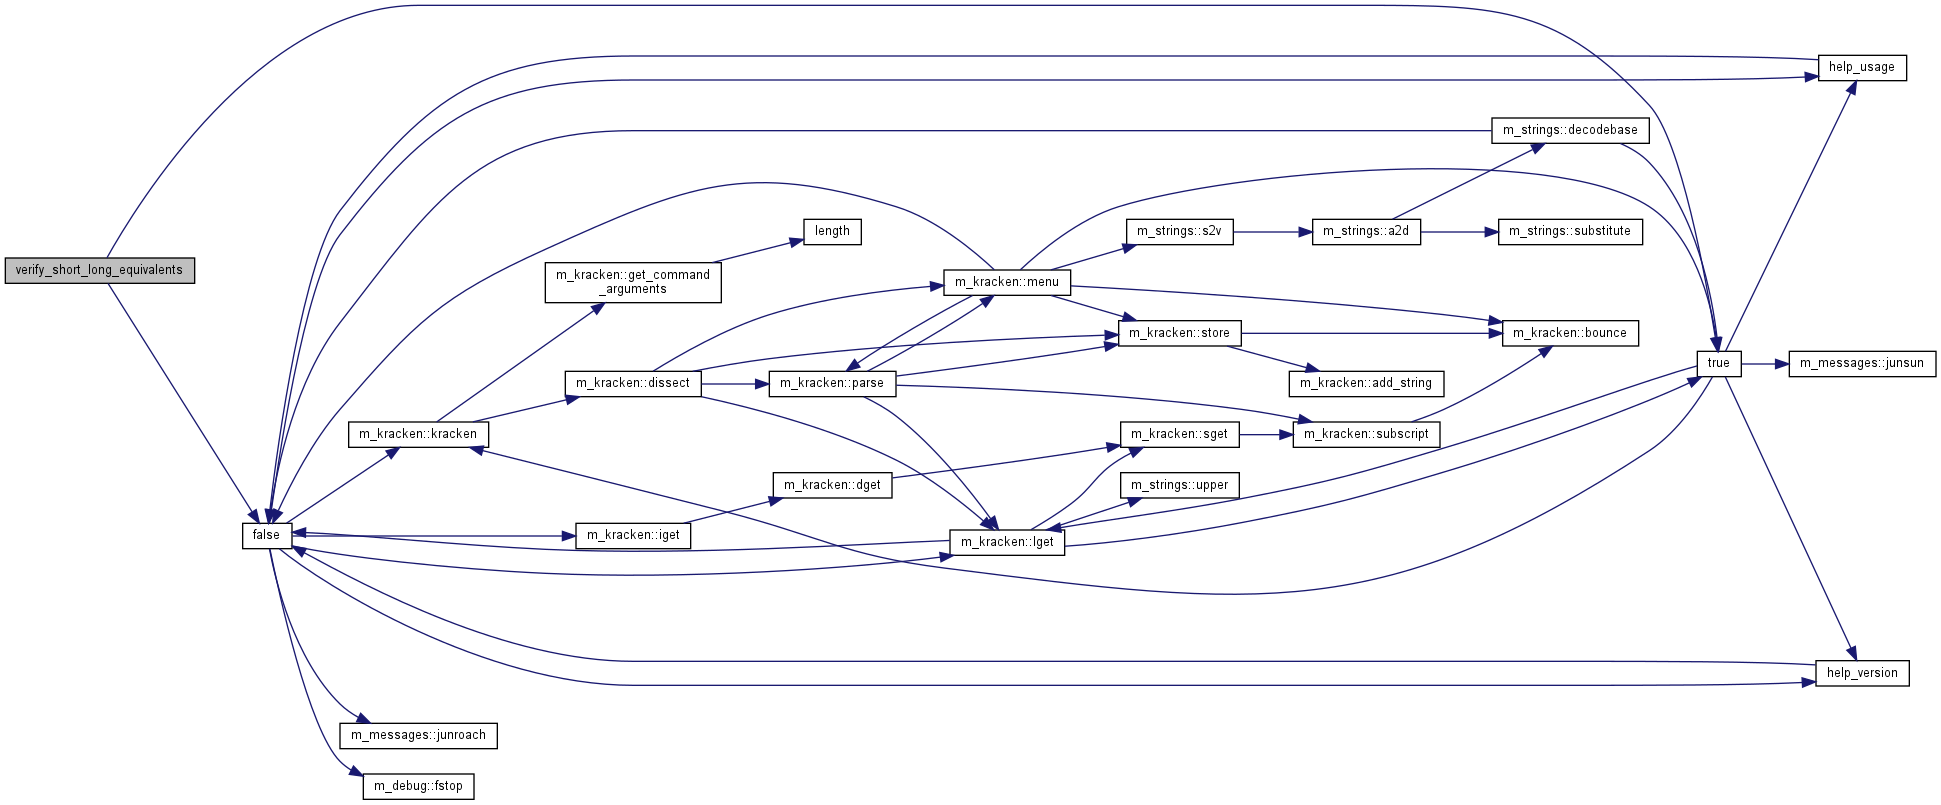 help_usage
m_strings::decodebase
length
m_strings::s2v
m_strings::a2d
m_strings::substitute
verify_short_long_equivalents
m_kracken::get_command
_arguments
m_kracken::menu
m_kracken::store
m_kracken::bounce
true
m_messages::junsun
m_kracken::dissect
m_kracken::parse
m_kracken::add_string
m_kracken::kracken
m_kracken::sget
m_kracken::subscript
m_kracken::dget
m_strings::upper
false
m_kracken::iget
m_kracken::lget
help_version
m_messages::junroach
m_debug::fstop